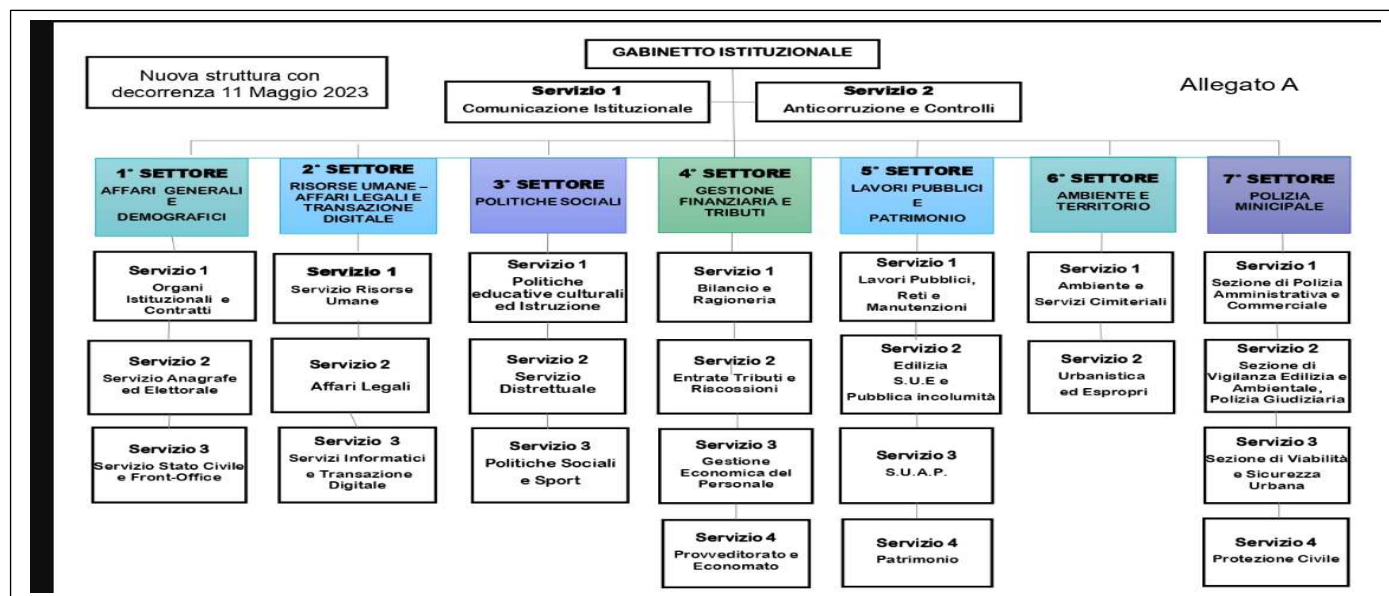 GABINETTO ISTITUZIONALE
Nuova struttura con
decorrenza 11 Maggio 2023
Allegato A
Servizio 1
Comunicazione Istituzionale
Servizio 2
Anticorruzione e Controlli
1° SETTORE
AFFARI GENERALI
E
DEMOGRAFICI
2° SETTORE
RISORSE UMANE –
AFFARI LEGALI E
TRANSAZIONE
DIGITALE
3° SETTORE
POLITICHE SOCIALI
4° SETTORE
GESTIONE
FINANZIARIA E
TRIBUTI
5° SETTORE
LAVORI PUBBLICI
E
PATRIMONIO
6° SETTORE
AMBIENTE E
TERRITORIO
7° SETTORE
POLIZIA
MINICIPALE
Servizio 1
Organi
Istituzionali e
Contratti
Servizio 1
Servizio Risorse
Umane
Servizio 1
Politiche
educative culturali
ed Istruzione
Servizio 1
Bilancio e
Ragioneria
Servizio 1
Lavori Pubblici,
Reti e
Manutenzioni
Servizio 1
Ambiente e
Servizi Cimiteriali
Servizio 1
Sezione di Polizia
Amministrativa e
Commerciale
Servizio 2
Servizio Anagrafe
ed Elettorale
Servizio 2
Affari Legali
Servizio 2
Servizio
Distrettuale
Servizio 2
Entrate Tributi e
Riscossioni
Servizio 2
Edilizia
S.U.E e
Pubblica incolumità
Servizio 2
Urbanistica
ed Espropri
Servizio 2
Sezione di
Vigilanza Edilizia e
Ambientale,
Polizia Giudiziaria
Servizio 3
Servizio Stato Civile
e Front-Office
Servizio 3
Servizi Informatici
e Transazione
Digitale
Servizio 3
Politiche Sociali
e Sport
Servizio 3
Gestione
Economica del
Personale
Servizio 3
S.U.A.P.
Servizio 3
Sezione di Viabilità
e Sicurezza
Urbana
Servizio 4
Provveditorato e
Economato
Servizio 4
Patrimonio
Servizio 4
Protezione Civile